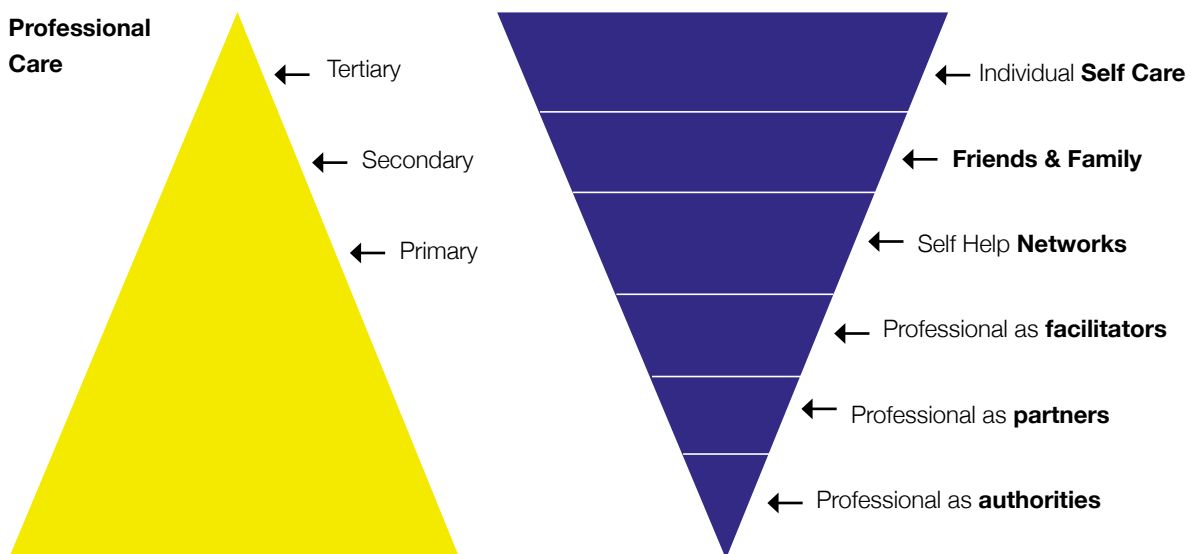 Professional
Care
Tertiary
Secondary
Primary
Individual Self Care
Friends & Family
Self Help Networks
Professional as facilitators
Professional as partners
Professional as authorities